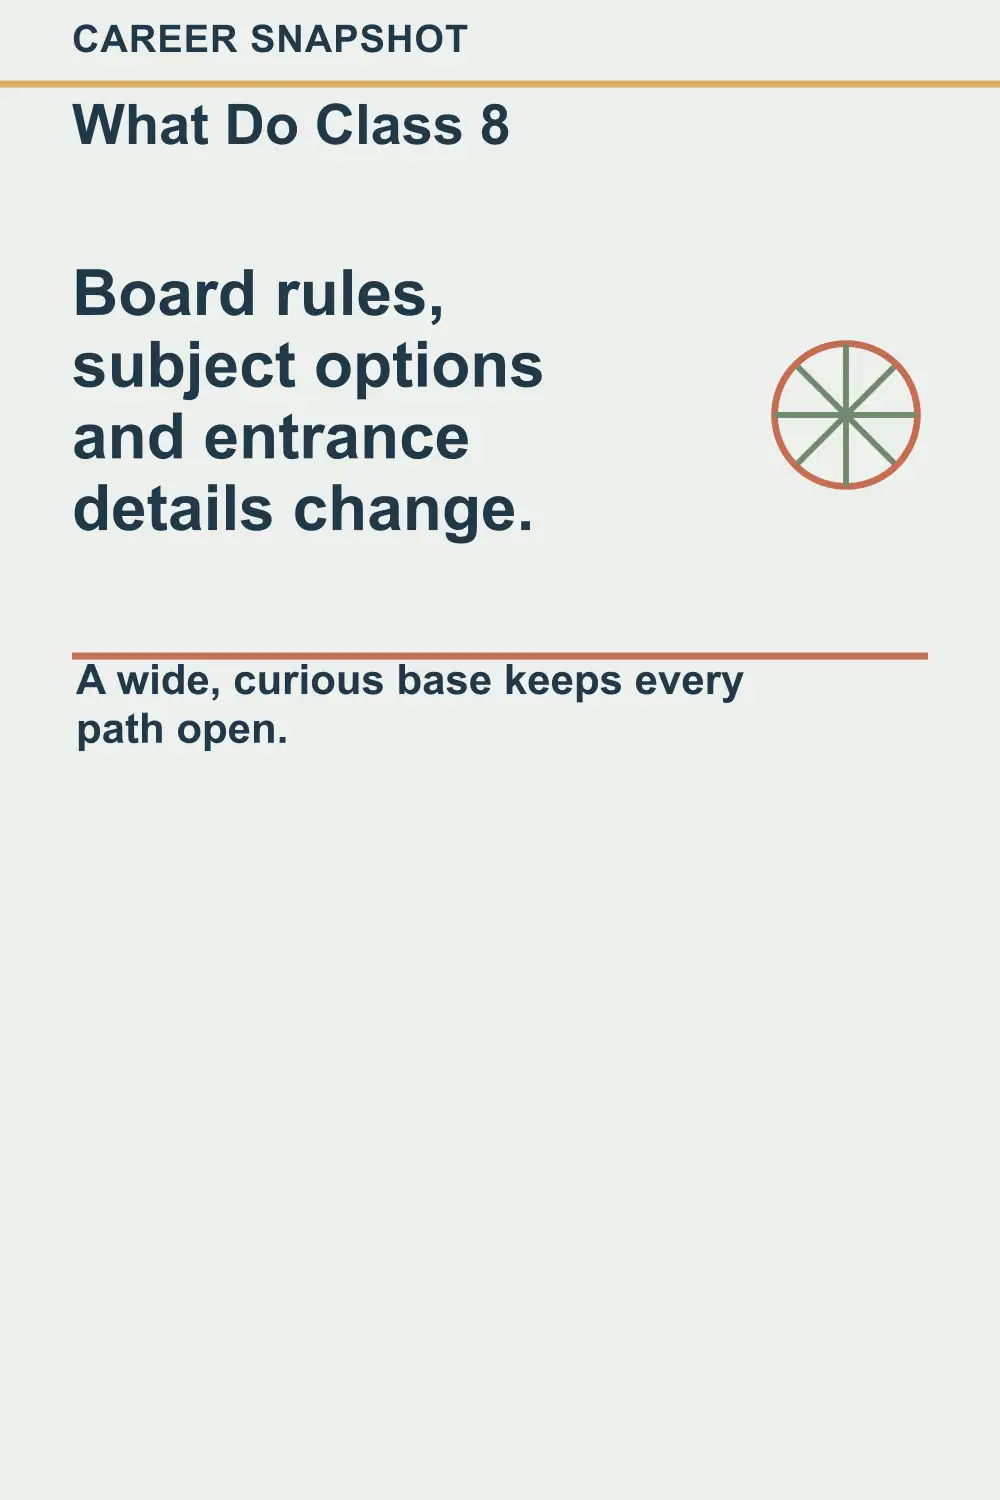 CAREER SNAPSHOT
What Do Class 8
Board rules,
subject options
and entrance
details change.
A wide, curious base keeps every
path open.